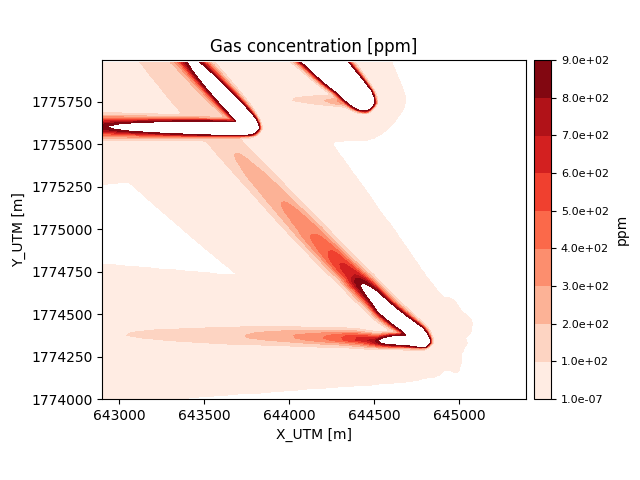 Gas concentration [ppm]
1775750
1775500
1775250
1775000
1774750
1774500
1774250
1774000
Y_UTM [m]
643000 643500 644000 644500 645000
X_UTM [m]
9.0e+02
8.0e+02
7.0e+02
6.0e+02
5.0e+02
4.0e+02
3.0e+02
2.0e+02
1.0e+02
1.0e-07
ppm